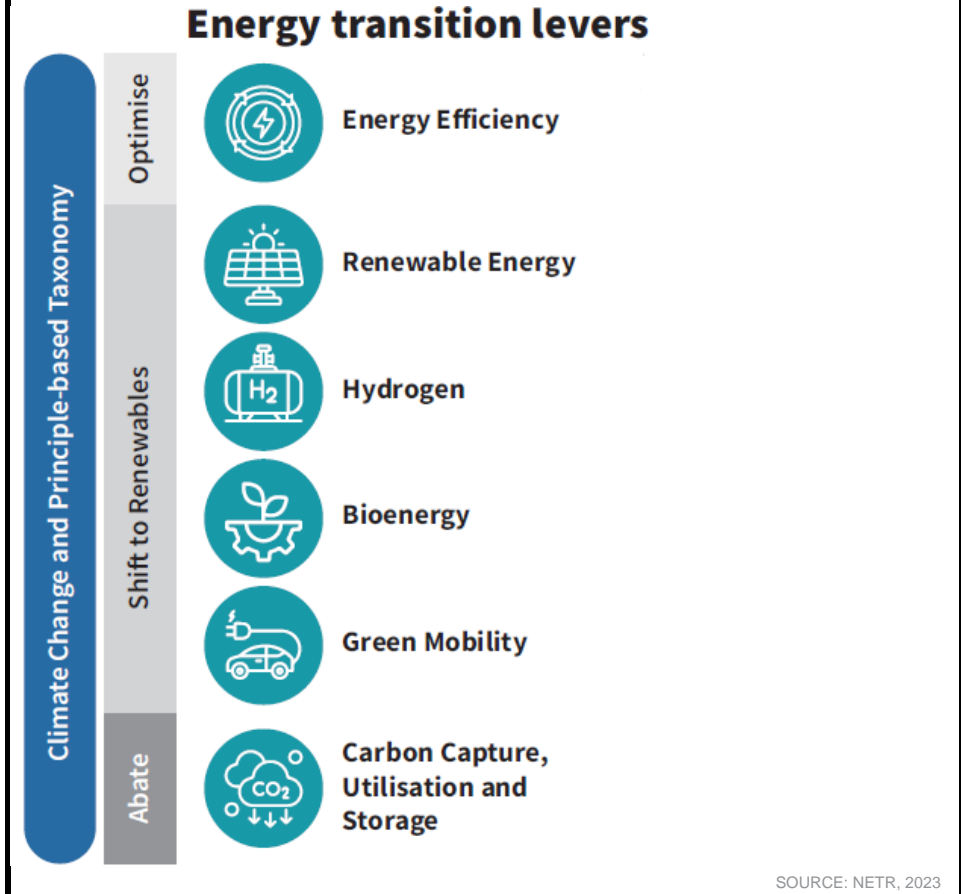 Energy transition levers
Climate Change and Principle-based Taxonomy
Optimise
Energy Efficiency
Shift to Renewables
Renewable Energy
H2
Hydrogen
Bioenergy
Green Mobility
Abate
CO2
Carbon Capture,
Utilisation and
Storage
SOURCE: NETR, 2023